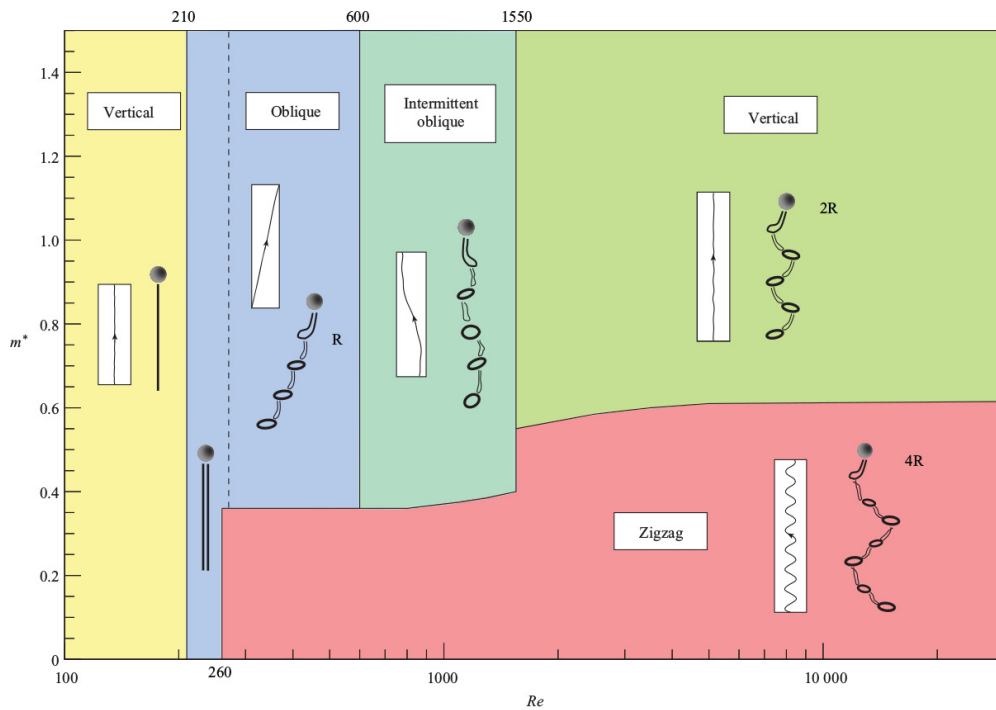 210 600 1550
1.4
1.2
1.0
0.8
0.6
0.4
0.2
0
m*
Vertical
Oblique
Intermittent
oblique
Vertical
2R
R
4R
Zigzag
100 260 1000 10 000
Re